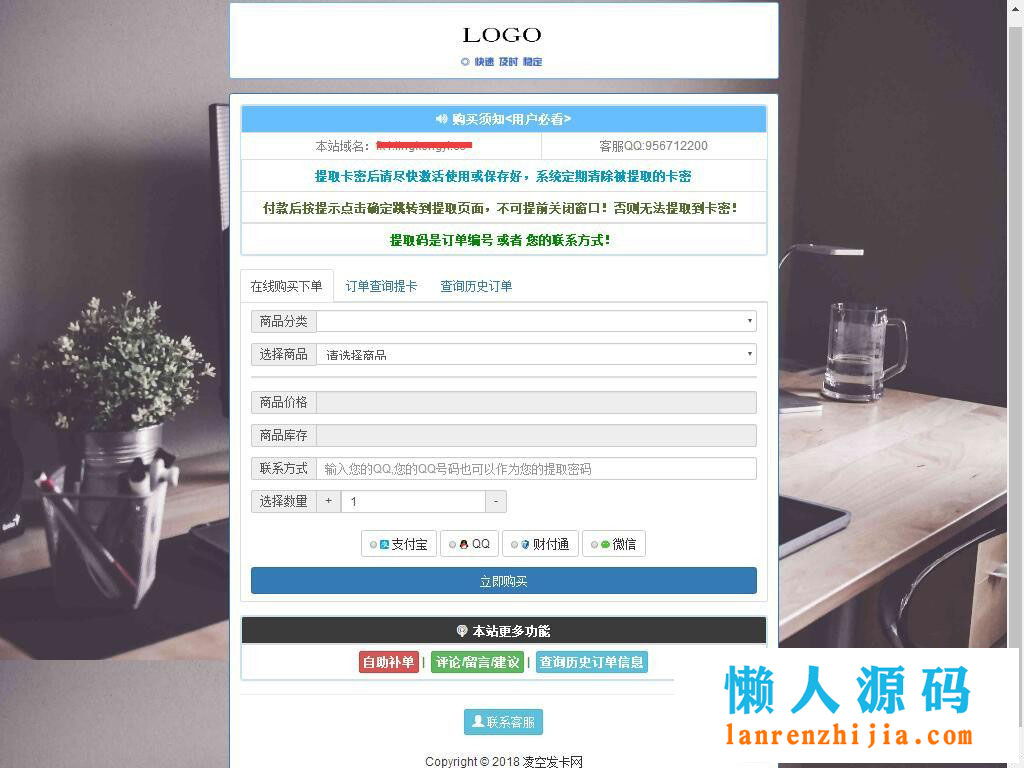 LOGO
◎ 快速 及时 稳定
购买须知<用户必看>
本站域名:
客服QQ:956712200
提取卡密后请尽快激活使用或保存好，系统定期清除被提取的卡密
付款后按提示点击确定跳转到提取页面，不可提前关闭窗口！否则无法提取到卡密！
提取码是订单编号 或者 您的联系方式！
在线购买下单 订单查询提卡 查询历史订单
商品分类
选择商品 请选择商品
商品价格
商品库存
联系方式 输入您的QQ,您的QQ号码也可以作为您的提取密码
选择数量 + 1 -
支付宝 QQ 财付通 微信
立即购买
本站更多功能
自助补单 | 评论/留言/建议 | 查询历史订单信息
联系客服
Copyright © 2018 凌空发卡网
懒人源码
lanrenzhijia.com